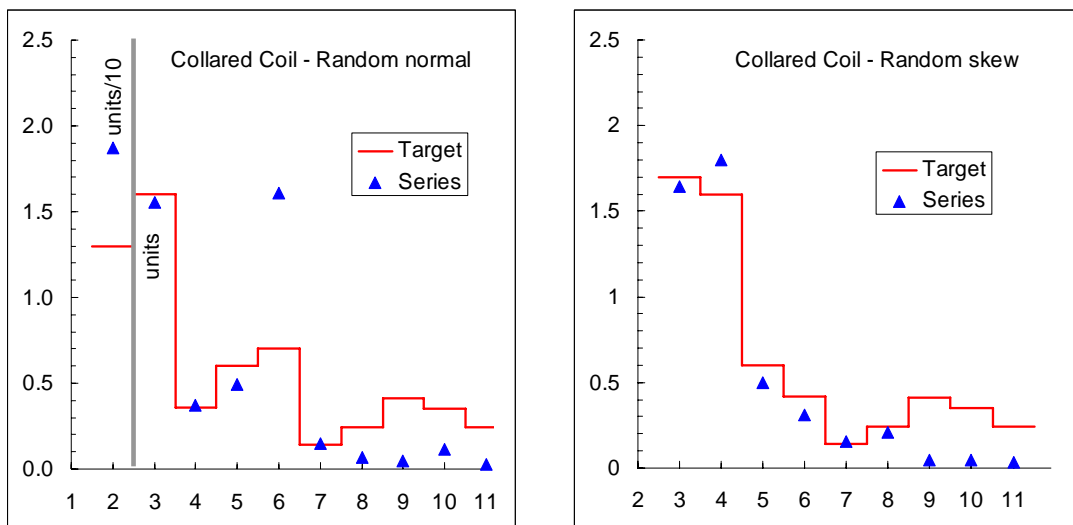 2.5
Collared Coil - Random normal
units/10
2.0
Target
Series
1.5
units
1.0
0.5
0.0
1 2 3 4 5 6 7 8 9 10 11
2.5
Collared Coil - Random skew
2
Target
Series
1.5
1
0.5
0
2 3 4 5 6 7 8 9 10 11